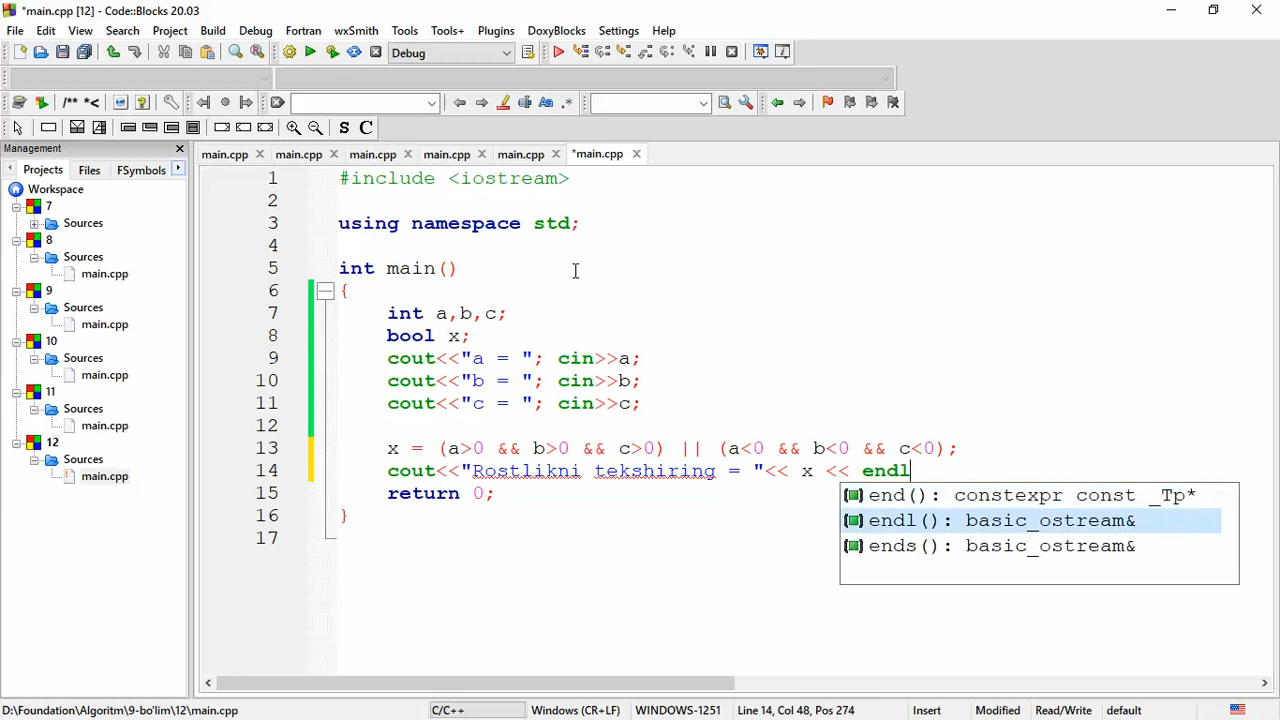 *main.cpp [12] - Code::Blocks 20.03
File Edit View Search Project Build Debug Fortran wxSmith Tools Tools+ Plugins DoxyBlocks Settings Help
Debug
/** *<
S C
Management
main.cpp main.cpp main.cpp main.cpp main.cpp *main.cpp
Projects Files FSymbols
Workspace
7
Sources
8
Sources
main.cpp
9
Sources
main.cpp
10
Sources
main.cpp
11
Sources
main.cpp
12
Sources
main.cpp
1 #include <iostream>
2
3 using namespace std;
4
5 int main()
6 {
7 int a,b,c;
8 bool x;
9 cout<<"a = "; cin>>a;
10 cout<<"b = "; cin>>b;
11 cout<<"c = "; cin>>c;
12
13 x = (a>0 && b>0 && c>0) || (a<0 && b<0 && c<0);
14 cout<<"Rostlikni tekshiring = "<< x << endl
15 return 0;
16 }
17
end(): constexpr const _Tp*
endl(): basic_ostream&
ends(): basic_ostream&
D:\Foundation\Algoritm\9-bo'lim\12\main.cpp C/C++ Windows (CR+LF) WINDOWS-1251 Line 14, Col 48, Pos 274 Insert Modified Read/Write default